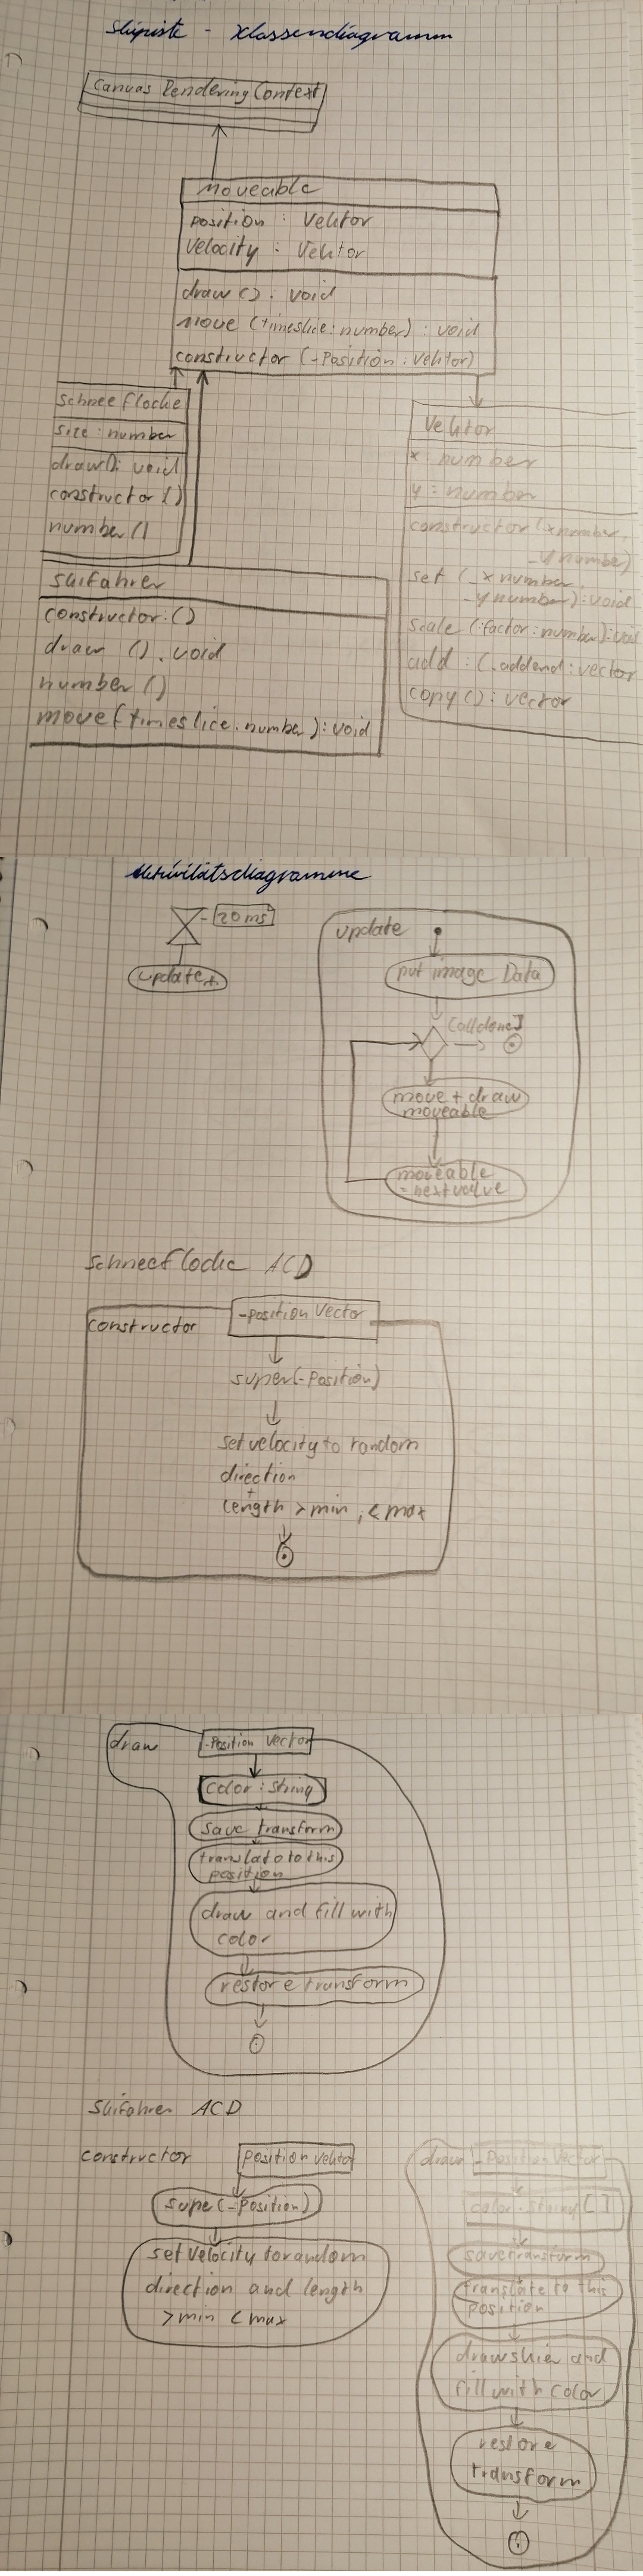 Skipiste - Klassendiagramm
Canvas Rendering Context
Moveable
position : Vektor
Velocity : Vektor
draw () : void
Move (timeslice: number) : void
constructor (-Position : Vektor)
Schneeflocke
size : number
draw(): void
constructor ()
number ()
Skifahrer
constructor: ()
draw (). void
number ()
move (timeslice. number) : void
Vektor
x : number
y : number
constructor (x number,
-y number)
set (_x number
-y number) : void
scale (:factor: number): void
add : (_addend : vector
copy () : vector
Aktivitätsdiagramme
20 ms
update
update
put image Data
[all done]
move + draw
moveable
moveable
= next value
Schneeflocke ACD
constructor
-position Vector
super(-Position)
set velocity to random
direction
+
length > min , < max
draw
-Position Vector
color : String
save transform
translate to this
position
draw and fill with
color
restore transform
Skifahrer ACD
constructor
position Vektor
supe (-Position)
set Velocity to random
direction and length
> min < max
draw
-Position Vector
color : string []
save transform
translate to this
position
draw skier and
fill with color
restore
transform